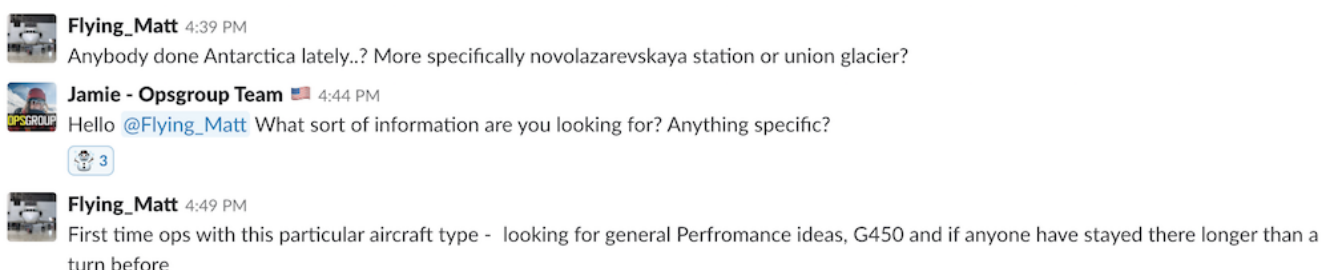 Flying_Matt 4:39 PM
Anybody done Antarctica lately..? More specifically novolazarevskaya station or union glacier?
Jamie - Opsgroup Team 🇺🇸 4:44 PM
OPSGROUP
Hello @Flying_Matt What sort of information are you looking for? Anything specific?
3
Flying_Matt 4:49 PM
First time ops with this particular aircraft type - looking for general Perfromance ideas, G450 and if anyone have stayed there longer than a
turn before